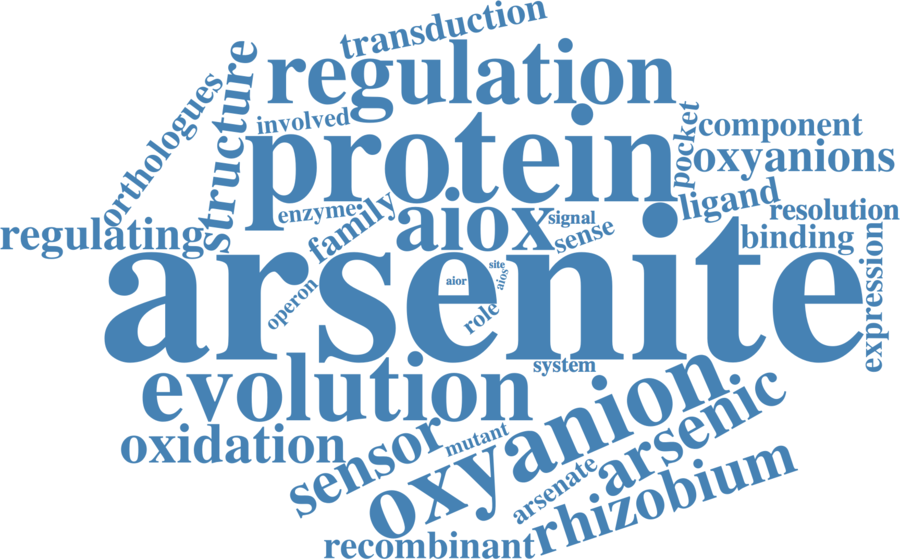 transduction
regulation
orthologues
structure
involved
protein
pocket
component
oxyanions
ligand
resolution
binding
expression
enzyme
family
aiox
signal
sense
regulating
arsenite
operon
aior
site
aios
role
system
evolution
oxidation
sensor
mutant
oxyanion
arsenate
arsenic
rhizobium
recombinant